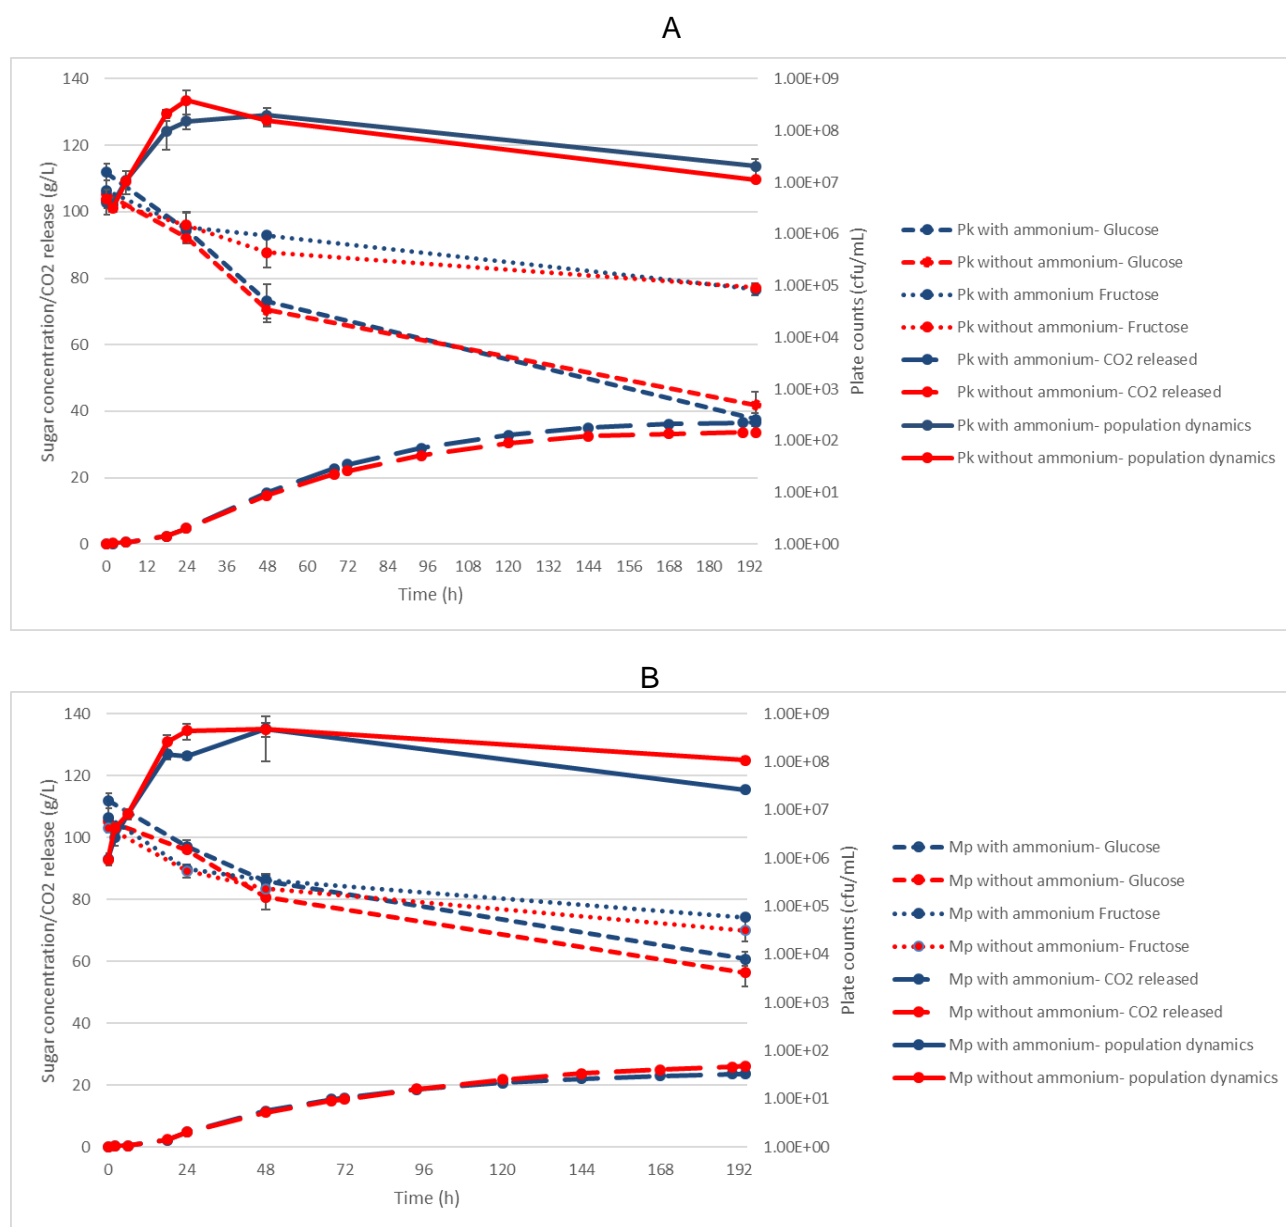 A
140
120
100
80
60
40
20
0
Sugar concentration/CO2 release (g/L)
1.00E+09
1.00E+08
1.00E+07
1.00E+06
1.00E+05
1.00E+04
1.00E+03
1.00E+02
1.00E+01
1.00E+00
Plate counts (cfu/mL)
0 12 24 36 48 60 72 84 96 108 120 132 144 156 168 180 192
Time (h)
Pk with ammonium- Glucose
Pk without ammonium- Glucose
Pk with ammonium Fructose
Pk without ammonium- Fructose
Pk with ammonium- CO2 released
Pk without ammonium- CO2 released
Pk with ammonium- population dynamics
Pk without ammonium- population dynamics
B
140
120
100
80
60
40
20
0
Sugar concentration/CO2 release (g/L)
1.00E+09
1.00E+08
1.00E+07
1.00E+06
1.00E+05
1.00E+04
1.00E+03
1.00E+02
1.00E+01
1.00E+00
Plate counts (cfu/mL)
0 24 48 72 96 120 144 168 192
Time (h)
Mp with ammonium- Glucose
Mp without ammonium- Glucose
Mp with ammonium Fructose
Mp without ammonium- Fructose
Mp with ammonium- CO2 released
Mp without ammonium- CO2 released
Mp with ammonium- population dynamics
Mp without ammonium- population dynamics